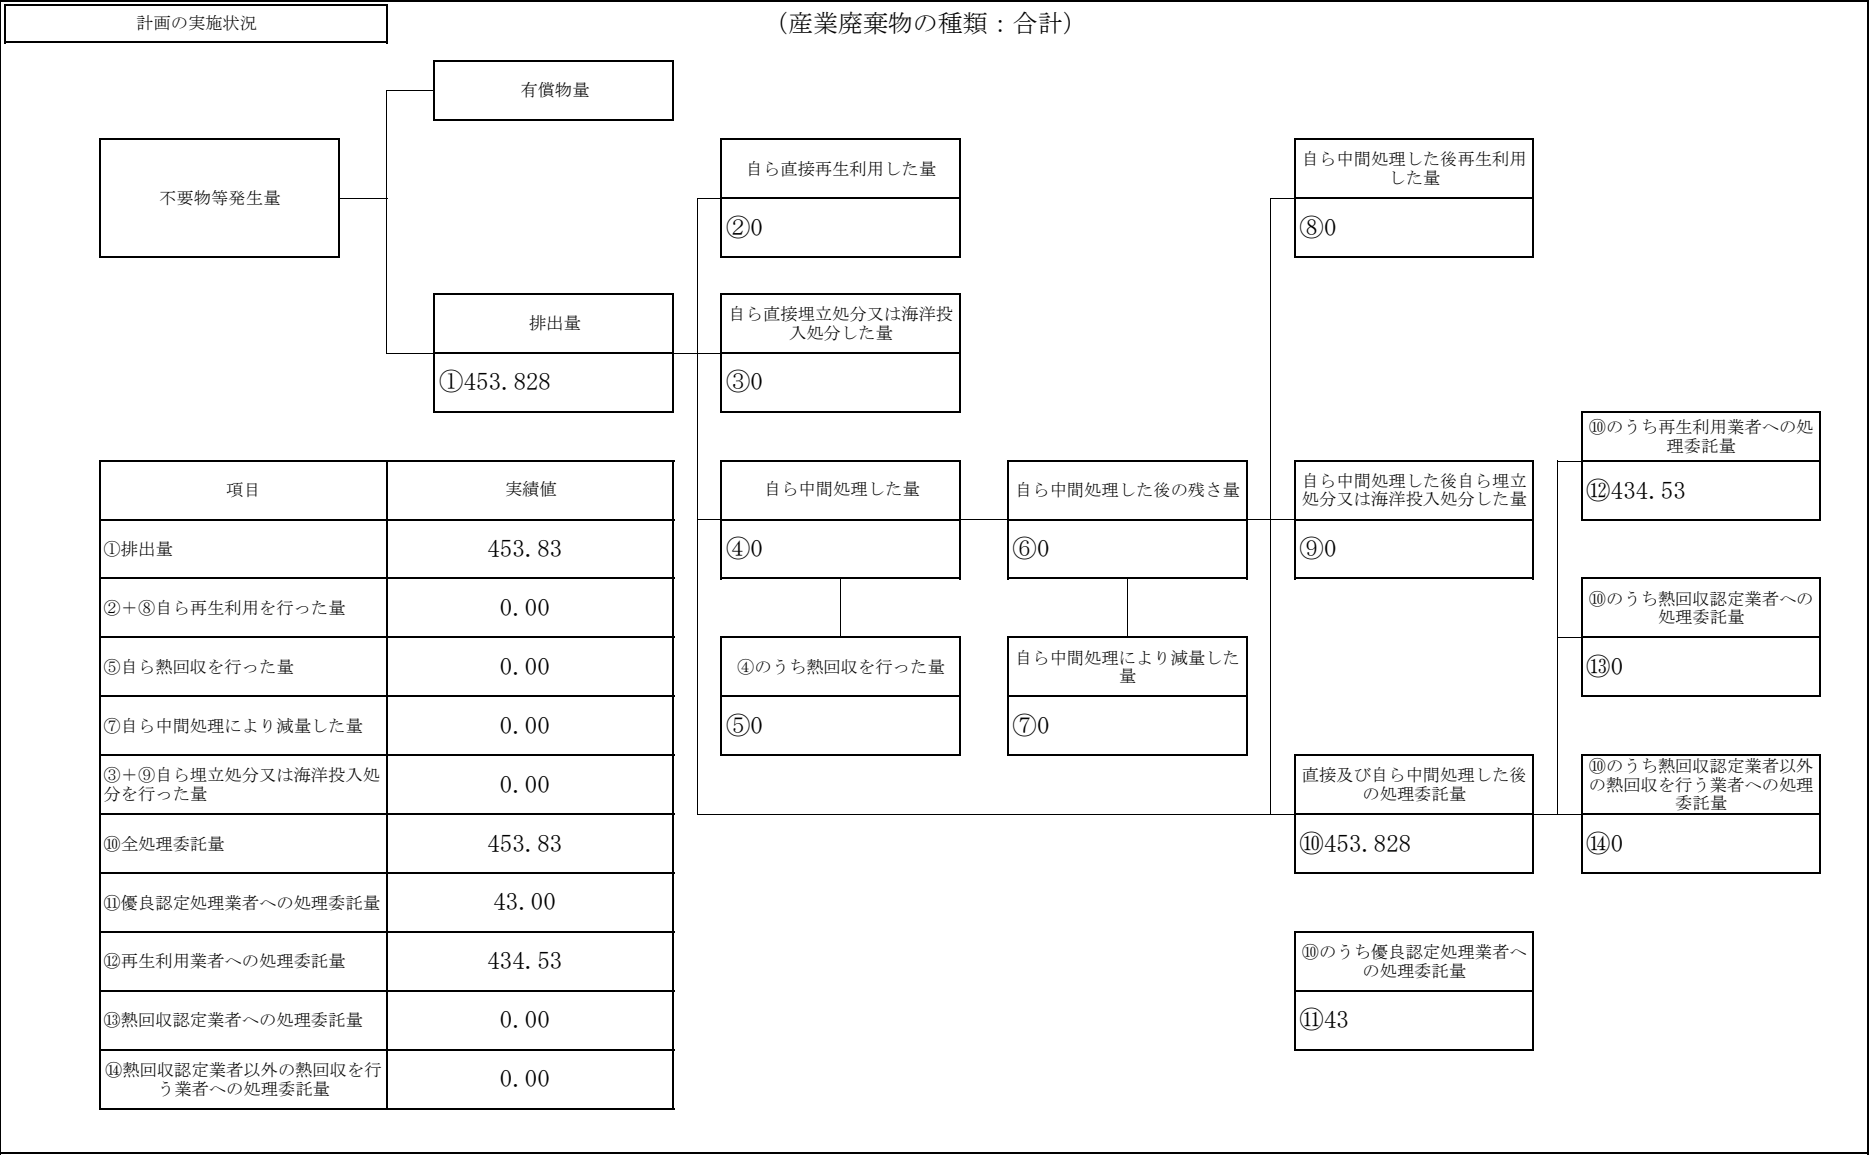 計画の実施状況
（産業廃棄物の種類：合計）
有償物量
不要物等発生量
自ら直接再生利用した量
②0
自ら中間処理した後再生利用
した量
⑧0
排出量
①453.828
自ら直接埋立処分又は海洋投
入処分した量
③0
項目 実績値
①排出量 453.83
②＋⑧自ら再生利用を行った量 0.00
⑤自ら熱回収を行った量 0.00
⑦自ら中間処理により減量した量 0.00
③＋⑨自ら埋立処分又は海洋投入処
分を行った量 0.00
⑩全処理委託量 453.83
⑪優良認定処理業者への処理委託量 43.00
⑫再生利用業者への処理委託量 434.53
⑬熱回収認定業者への処理委託量 0.00
⑭熱回収認定業者以外の熱回収を行
う業者への処理委託量 0.00
自ら中間処理した量
④0
④のうち熱回収を行った量
⑤0
自ら中間処理した後の残さ量
⑥0
自ら中間処理により減量した
量
⑦0
自ら中間処理した後自ら埋立
処分又は海洋投入処分した量
⑨0
直接及び自ら中間処理した後
の処理委託量
⑩453.828
⑩のうち優良認定処理業者へ
の処理委託量
⑪43
⑩のうち再生利用業者への処
理委託量
⑫434.53
⑩のうち熱回収認定業者への
処理委託量
⑬0
⑩のうち熱回収認定業者以外
の熱回収を行う業者への処理
委託量
⑭0